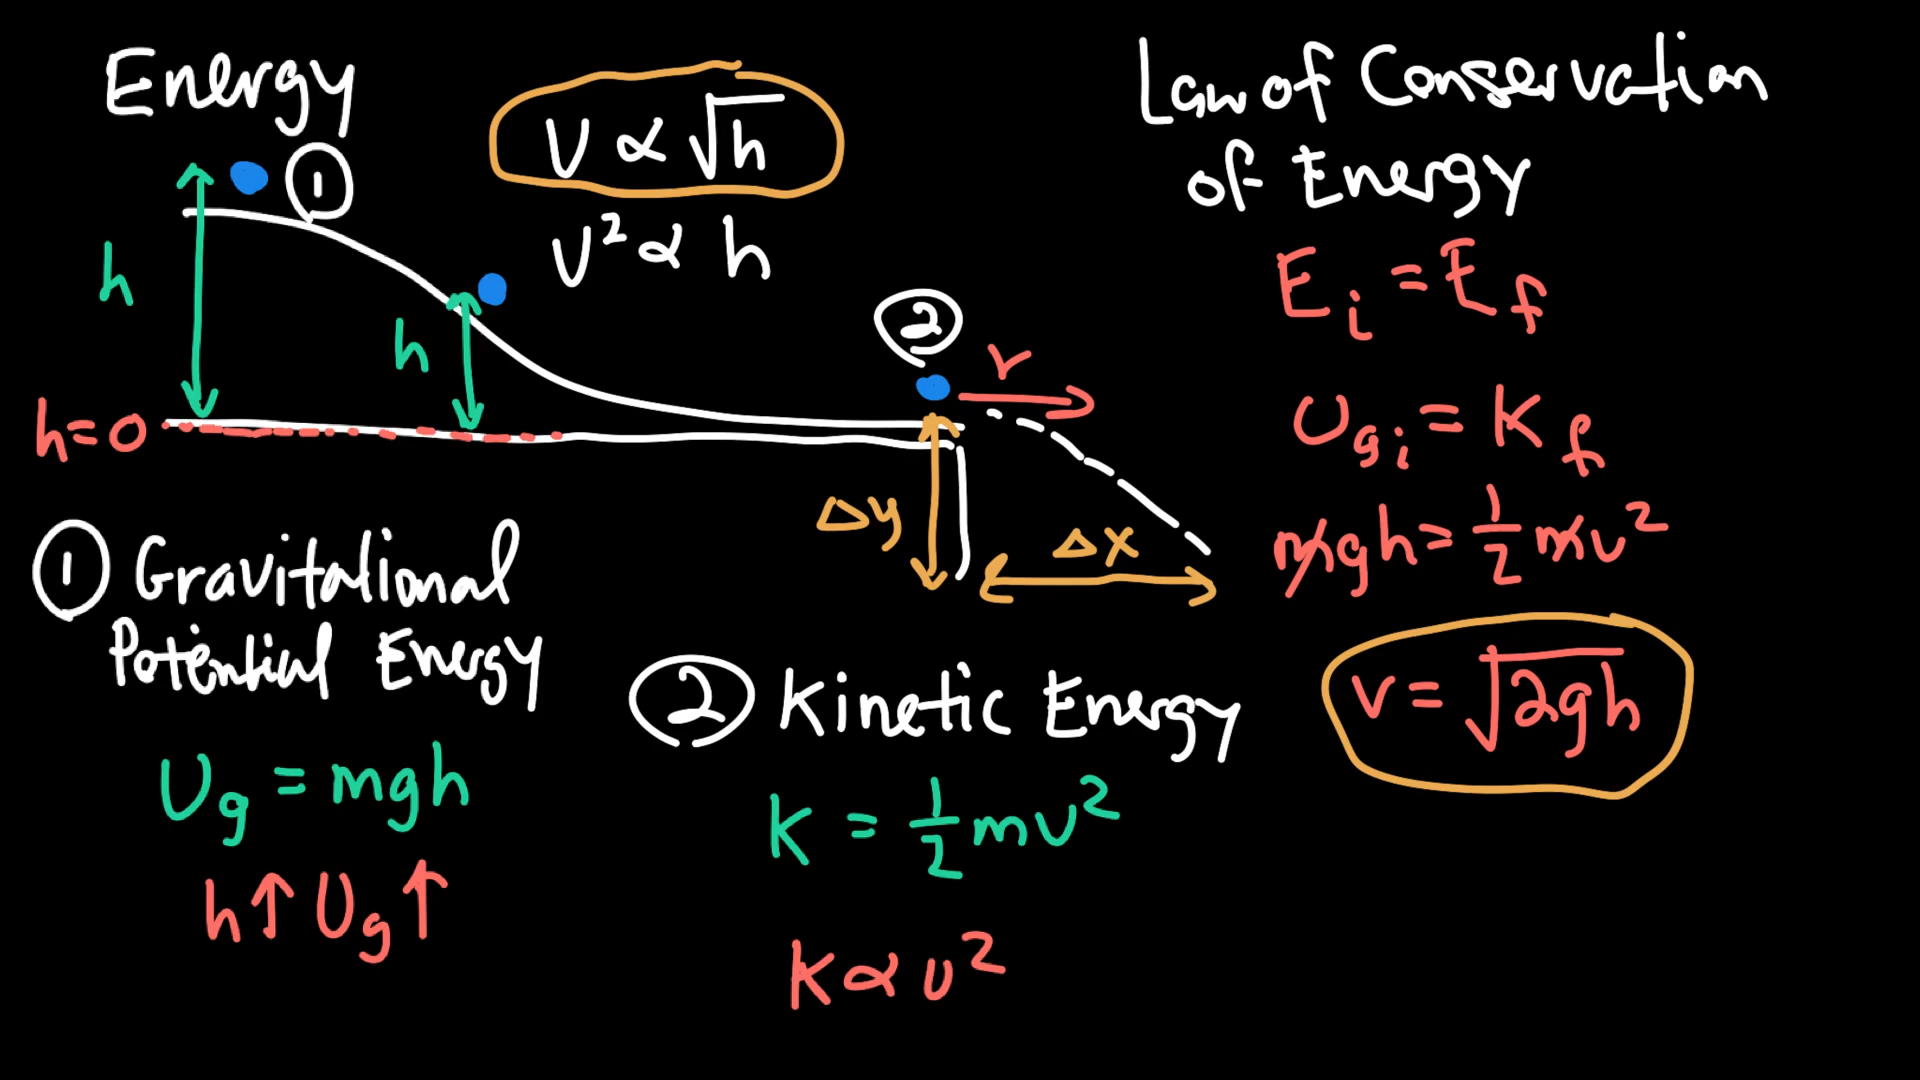 Energy
①
V ∝ √h
V² ∝ h
h
h
h=0
②
v
Δy
Δx
① Gravitational
Potential Energy
Ug = mgh
h↑ Ug↑
② Kinetic Energy
K = ½mv²
K ∝ v²
Law of Conservation
of Energy
Ei = Ef
Ugi = Kf
mgh = ½mv²
v = √2gh